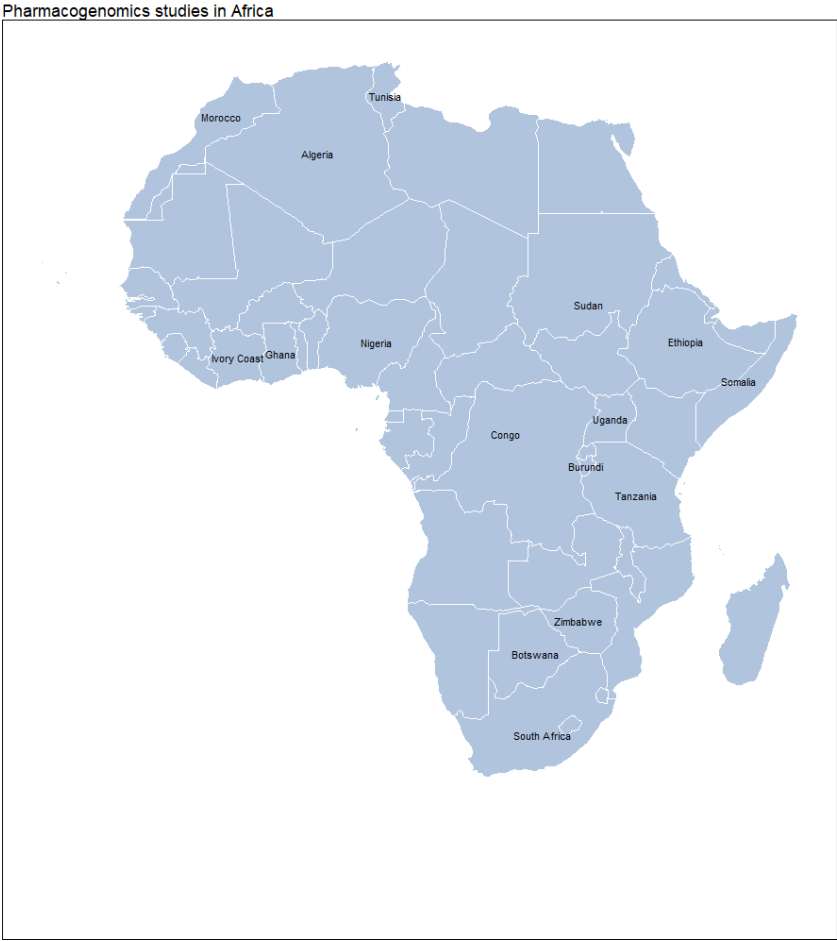 Pharmacogenomics studies in Africa
Tunisia
Morocco
Algeria
Sudan
Nigeria
Ethiopia
Ivory Coast
Ghana
Somalia
Uganda
Congo
Burundi
Tanzania
Zimbabwe
Botswana
South Africa